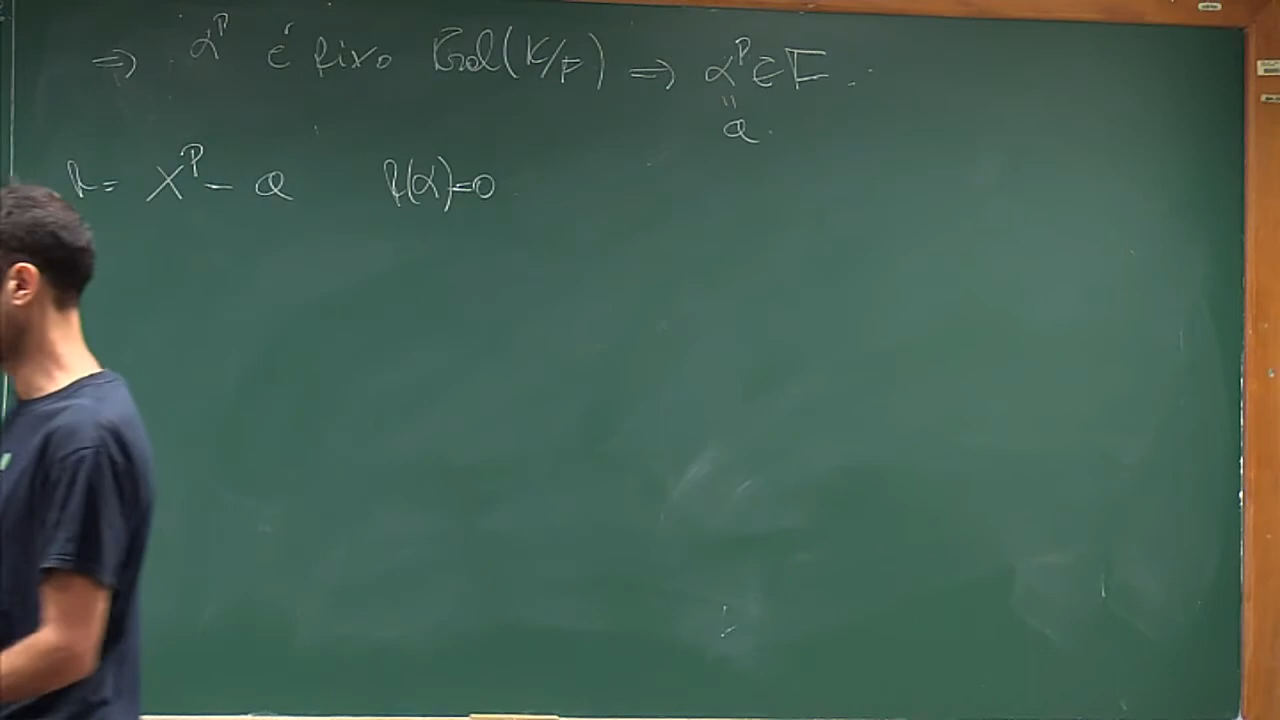 ⇒ α^p é fixo Gal(K/F) ⇒ α^p ∈ F.
"
a.
f = X^p - a f(α)=0